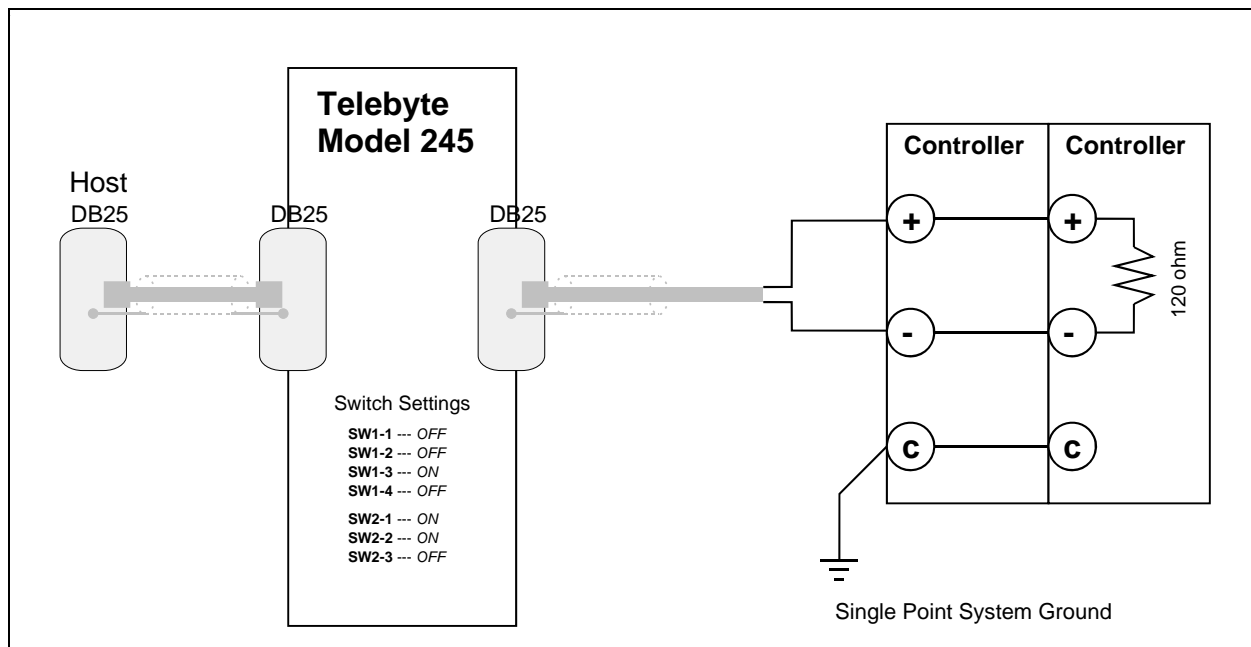 Telebyte
Model 245
Host
DB25
DB25
DB25
Controller
Controller
+
+
-
-
C
C
120 ohm
Switch Settings
SW1-1 --- OFF
SW1-2 --- OFF
SW1-3 --- ON
SW1-4 --- OFF
SW2-1 --- ON
SW2-2 --- ON
SW2-3 --- OFF
Single Point System Ground